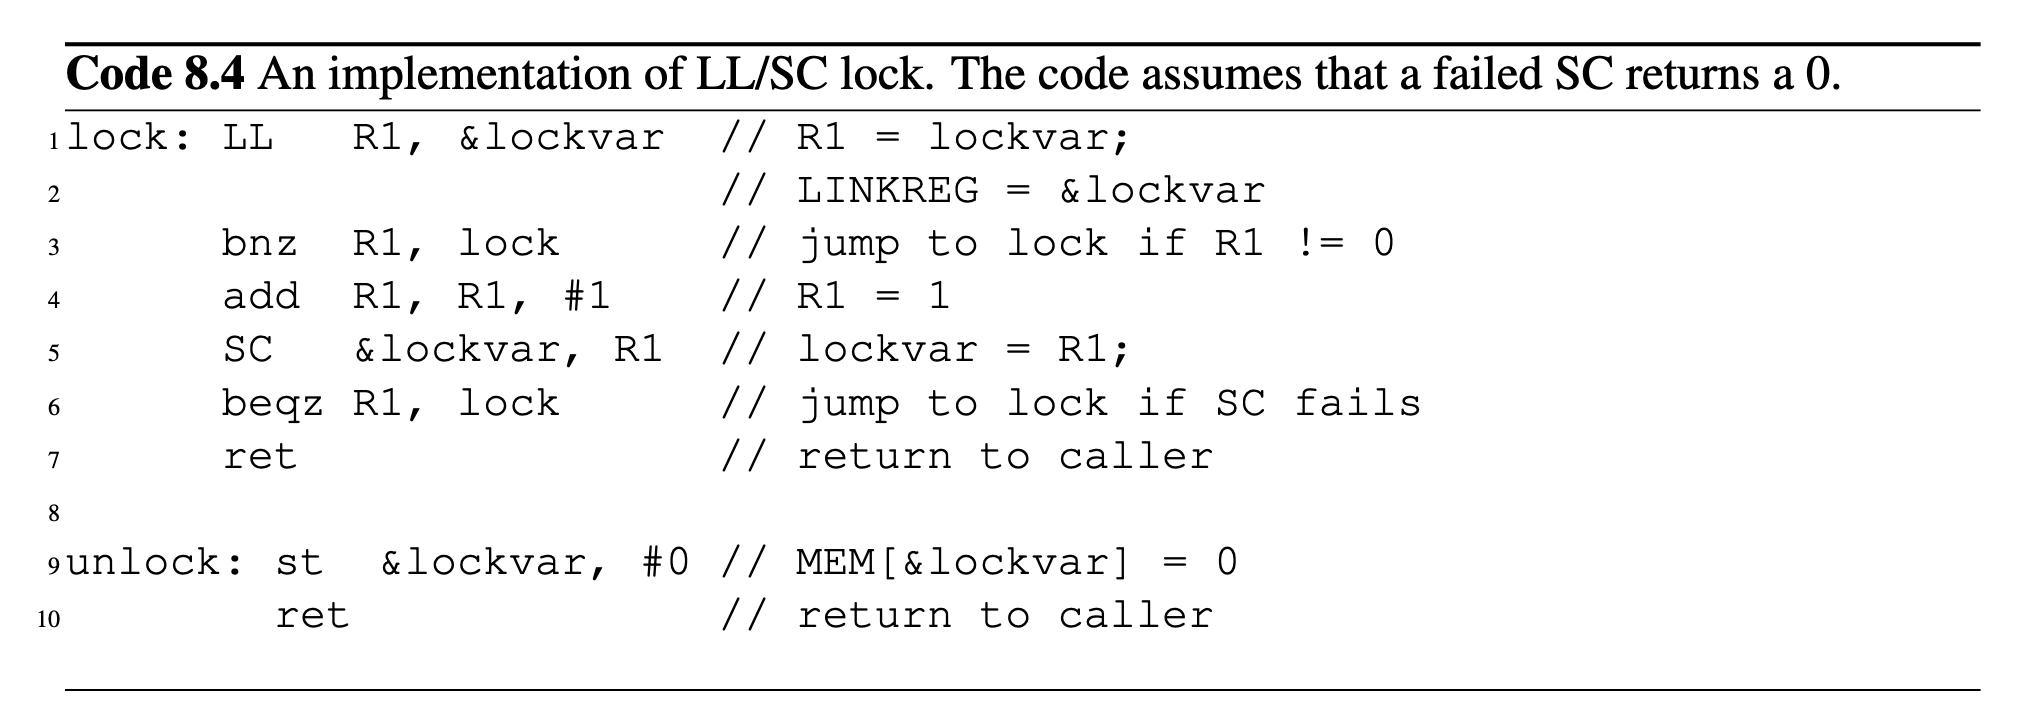 Code 8.4 An implementation of LL/SC lock. The code assumes that a failed SC returns a 0.
1 lock: LL   R1, &lockvar  // R1 = lockvar;
2                          // LINKREG = &lockvar
3       bnz  R1, lock      // jump to lock if R1 != 0
4       add  R1, R1, #1    // R1 = 1
5       SC   &lockvar, R1  // lockvar = R1;
6       beqz R1, lock      // jump to lock if SC fails
7       ret                // return to caller
8
9 unlock: st  &lockvar, #0 // MEM[&lockvar] = 0
10        ret              // return to caller